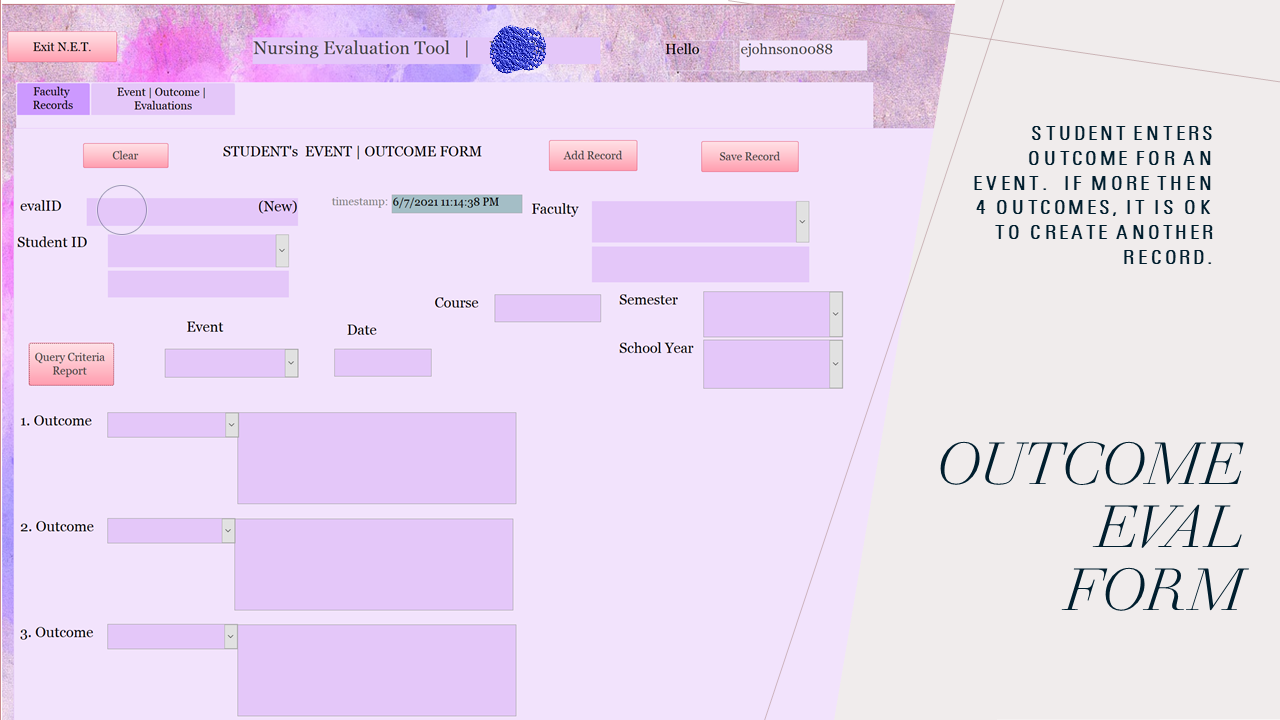 Exit N.E.T.
Nursing Evaluation Tool |
Hello
ejohnson0088
Faculty
Records
Event | Outcome |
Evaluations
Clear
STUDENT's EVENT | OUTCOME FORM
Add Record
Save Record
evalID
(New)
timestamp:
6/7/2021 11:14:38 PM
Faculty
Student ID
Course
Semester
Event
Date
School Year
Query Criteria
Report
1. Outcome
2. Outcome
3. Outcome
STUDENT ENTERS
OUTCOME FOR AN
EVENT. IF MORE THEN
4 OUTCOMES, IT IS OK
TO CREATE ANOTHER
RECORD.
OUTCOME
EVAL
FORM